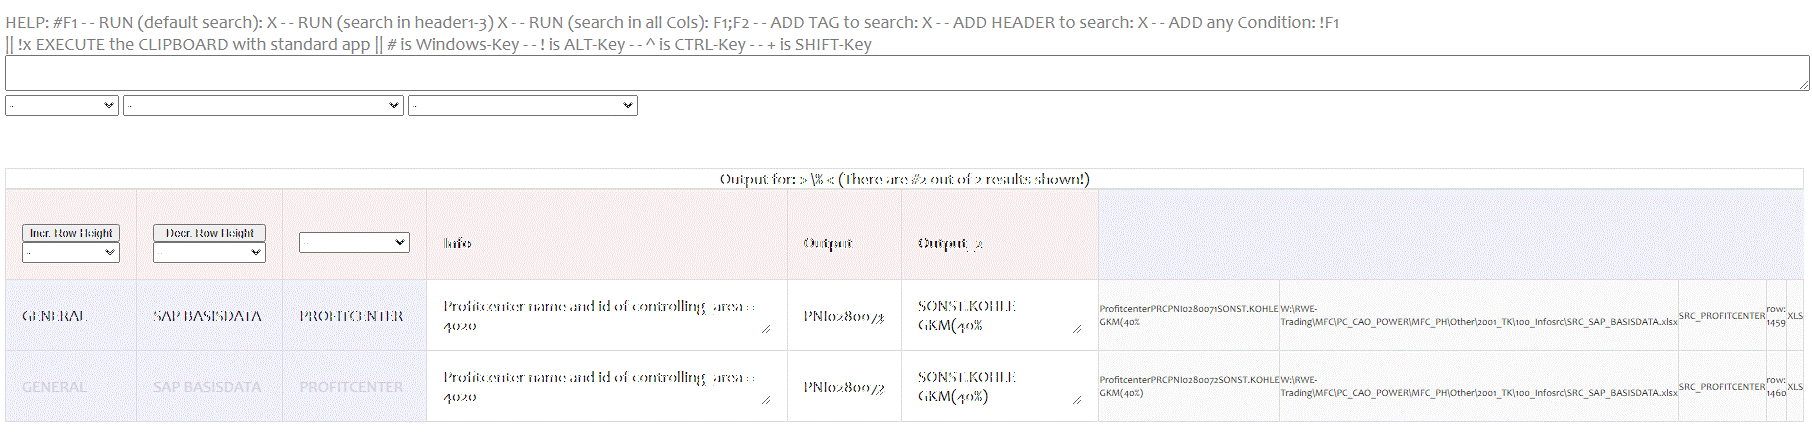 HELP: #F1 - - RUN (default search): X - - RUN (search in header1-3) X - - RUN (search in all Cols): F1;F2 - - ADD TAG to search: X - - ADD HEADER to search: X - - ADD any Condition: !F1
|| !x EXECUTE the CLIPBOARD with standard app || # is Windows-Key - - ! is ALT-Key - - ^ is CTRL-Key - - + is SHIFT-Key
Output for: > \% < (There are #2 out of 2 results shown!)
Incr. Row Height Decr. Row Height
Info Output Output_2
GENERAL SAP BASISDATA PROFITCENTER
Profitcenter name and id of controlling_area ::
4020
PNI0280071
SONST.KOHLE
GKM(40%
ProfitcenterPRCPNI0280071SONST.KOHLE
GKM(40%
W:\RWE-
Trading\MFC\PC_CAO_POWER\MFC_PH\Other\2001_TK\100_Infosrc\SRC_SAP_BASISDATA.xlsx
SRC_PROFITCENTER
row:
1459
XLS
GENERAL SAP BASISDATA PROFITCENTER
Profitcenter name and id of controlling_area ::
4020
PNI0280072
SONST.KOHLE
GKM(40%)
ProfitcenterPRCPNI0280072SONST.KOHLE
GKM(40%)
W:\RWE-
Trading\MFC\PC_CAO_POWER\MFC_PH\Other\2001_TK\100_Infosrc\SRC_SAP_BASISDATA.xlsx
SRC_PROFITCENTER
row:
1460
XLS